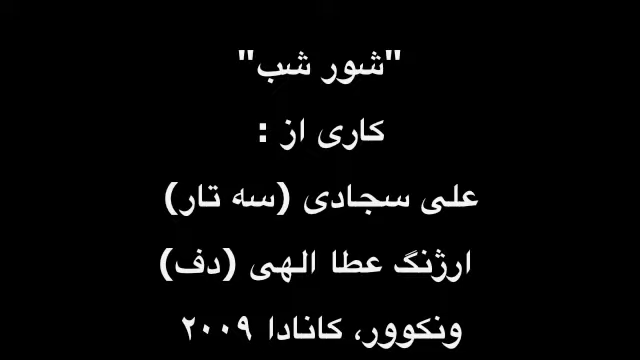 "شور شب"
کاری از :
علی سجادی (سه تار)
ارژنگ عطا الهی (دف)
ونکوور، کانادا ۲۰۰۹